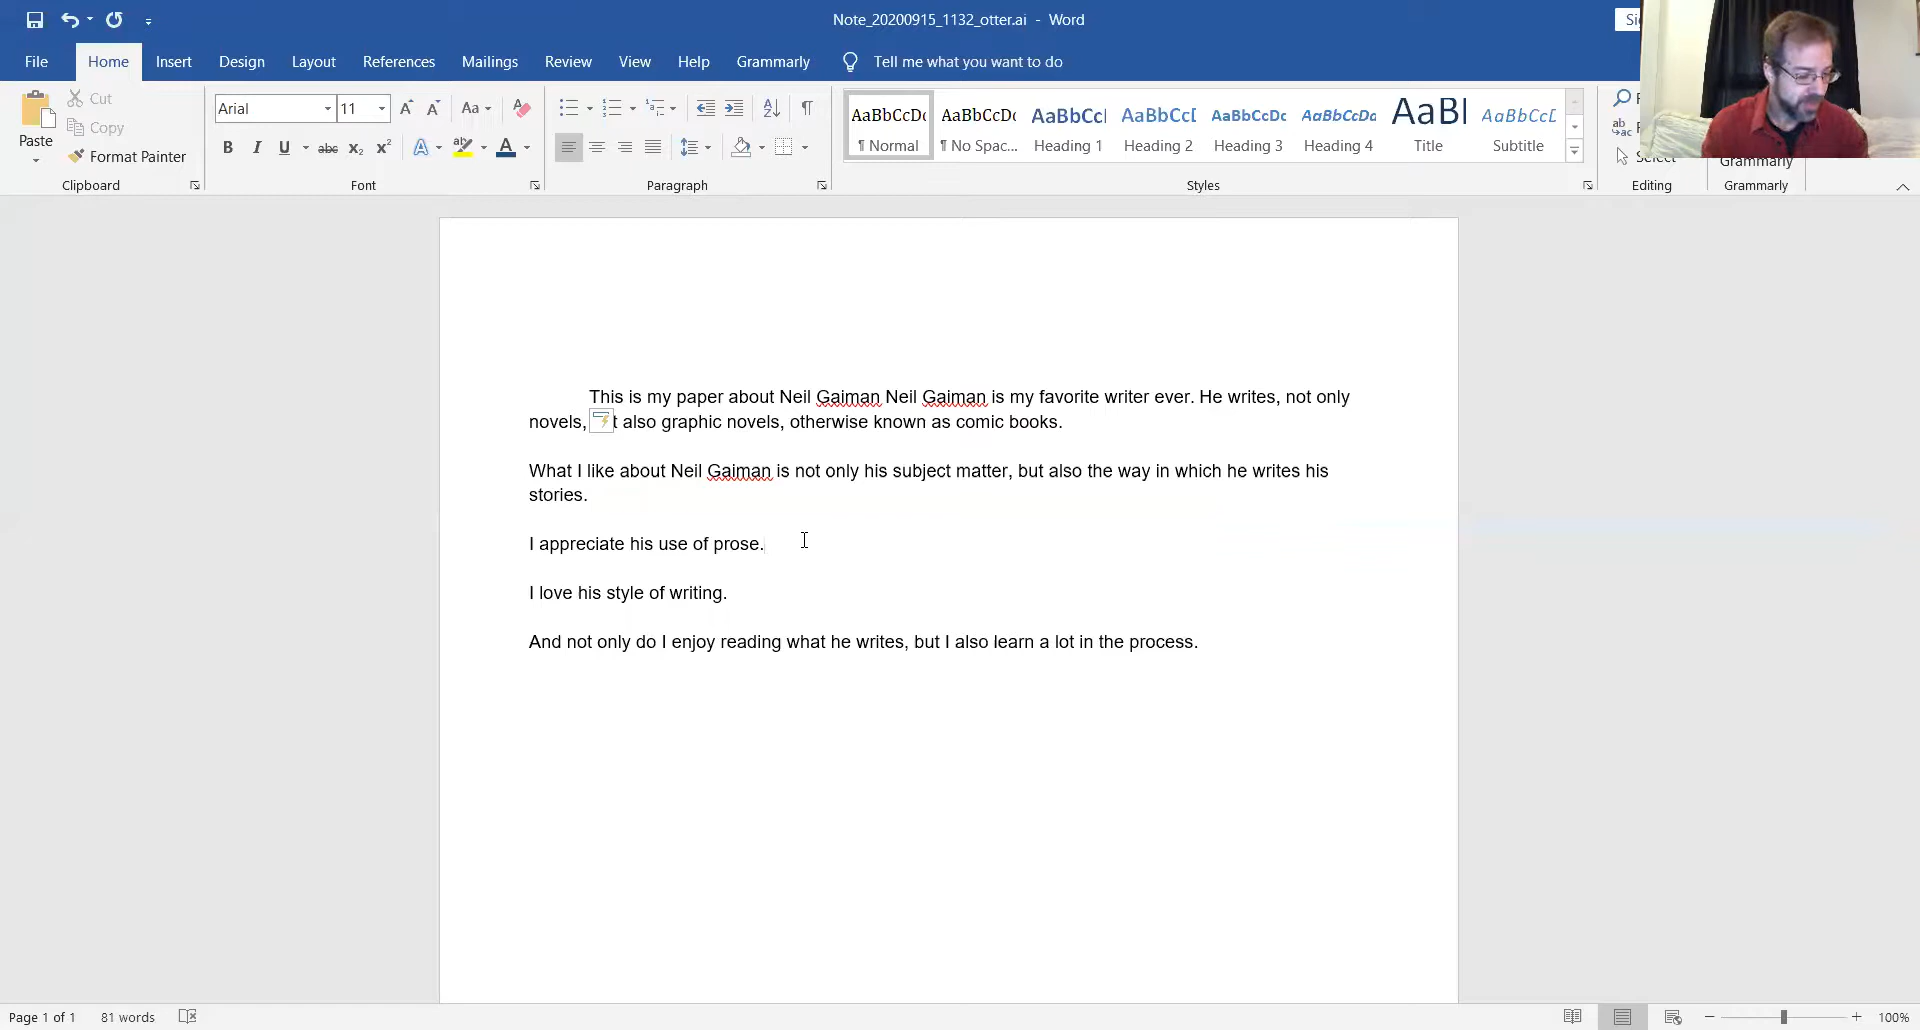 Note_20200915_1132_otter.ai - Word
File Home Insert Design Layout References Mailings Review View Help Grammarly Tell me what you want to do
Cut
Copy
Format Painter
Paste
Clipboard
Arial 11
Font
Paragraph
AaBbCcDc AaBbCcDc AaBbCcI AaBbCcI AaBbCcDc AaBbCcDc AaBl AaBbCcL
¶ Normal ¶ No Spac... Heading 1 Heading 2 Heading 3 Heading 4 Title Subtitle
Styles
Select
Editing
Grammarly
Grammarly
This is my paper about Neil Gaiman Neil Gaiman is my favorite writer ever. He writes, not only
novels, also graphic novels, otherwise known as comic books.
What I like about Neil Gaiman is not only his subject matter, but also the way in which he writes his
stories.
I appreciate his use of prose.
I love his style of writing.
And not only do I enjoy reading what he writes, but I also learn a lot in the process.
Page 1 of 1 81 words
100%